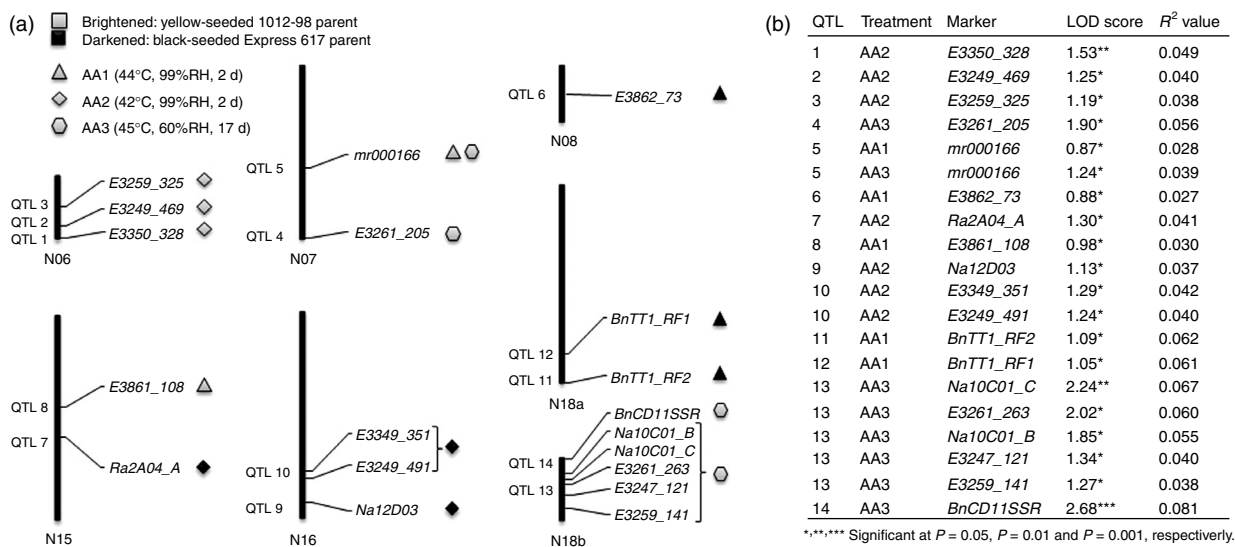 (a)
Brightened: yellow-seeded 1012-98 parent
Darkened: black-seeded Express 617 parent
AA1 (44°C, 99%RH, 2 d)
AA2 (42°C, 99%RH, 2 d)
AA3 (45°C, 60%RH, 17 d)
QTL 3
QTL 2
QTL 1
E3259_325
E3249_469
E3350_328
N06
QTL 5
mr000166
QTL 4
E3261_205
N07
QTL 6
E3862_73
N08
QTL 8
E3861_108
QTL 7
Ra2A04_A
N15
E3349_351
QTL 10
E3249_491
QTL 9
Na12D03
N16
BnTT1_RF1
QTL 12
QTL 11
BnTT1_RF2
N18a
BnCD11SSR
Na10C01_B
Na10C01_C
QTL 14
E3261_263
QTL 13
E3247_121
E3259_141
N18b
(b)
QTL Treatment Marker LOD score R² value
1 AA2 E3350_328 1.53** 0.049
2 AA2 E3249_469 1.25* 0.040
3 AA2 E3259_325 1.19* 0.038
4 AA3 E3261_205 1.90* 0.056
5 AA1 mr000166 0.87* 0.028
5 AA3 mr000166 1.24* 0.039
6 AA1 E3862_73 0.88* 0.027
7 AA2 Ra2A04_A 1.30* 0.041
8 AA1 E3861_108 0.98* 0.030
9 AA2 Na12D03 1.13* 0.037
10 AA2 E3349_351 1.29* 0.042
10 AA2 E3249_491 1.24* 0.040
11 AA1 BnTT1_RF2 1.09* 0.062
12 AA1 BnTT1_RF1 1.05* 0.061
13 AA3 Na10C01_C 2.24** 0.067
13 AA3 E3261_263 2.02* 0.060
13 AA3 Na10C01_B 1.85* 0.055
13 AA3 E3247_121 1.34* 0.040
13 AA3 E3259_141 1.27* 0.038
14 AA3 BnCD11SSR 2.68*** 0.081
*,**,*** Significant at P = 0.05, P = 0.01 and P = 0.001, respectiverly.